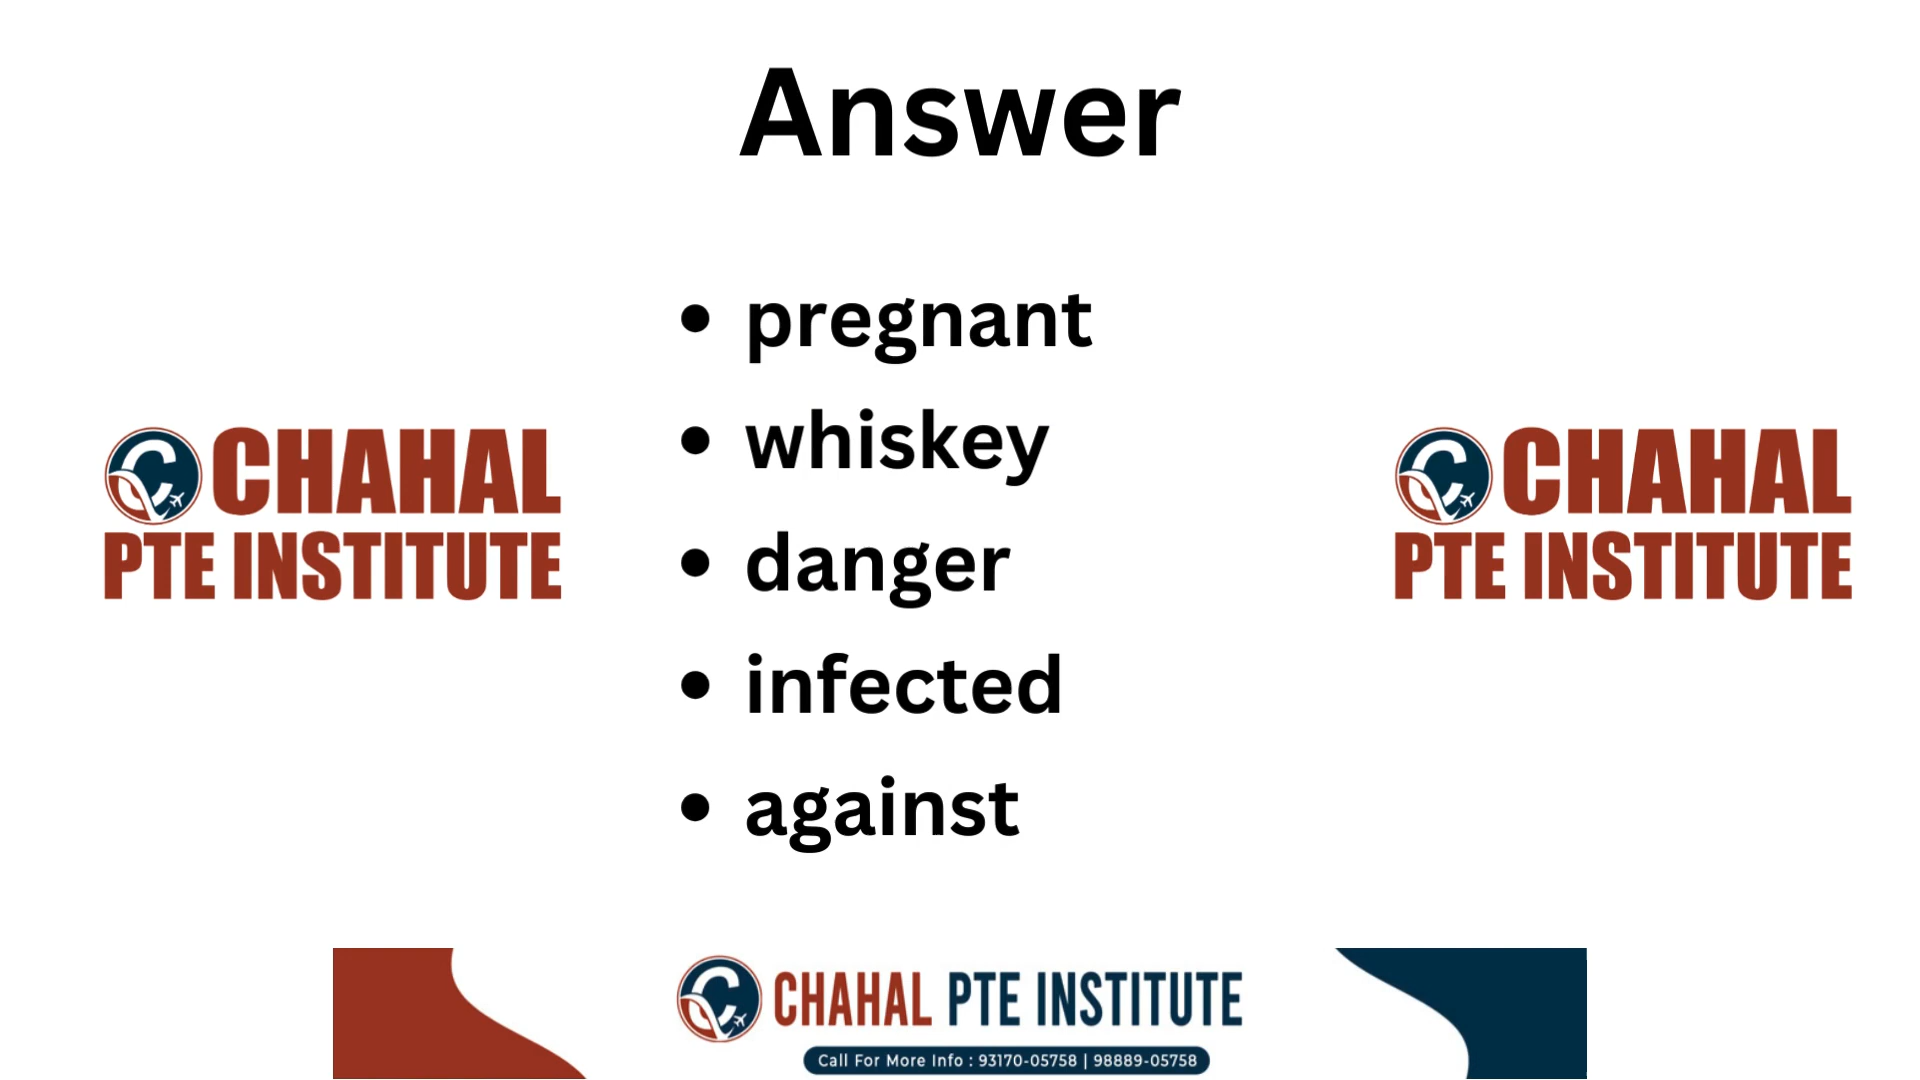 Answer
• pregnant
• whiskey
• danger
• infected
• against
CHAHAL
PTE INSTITUTE
CHAHAL
PTE INSTITUTE
CHAHAL PTE INSTITUTE
Call For More Info : 93170-05758 | 98889-05758